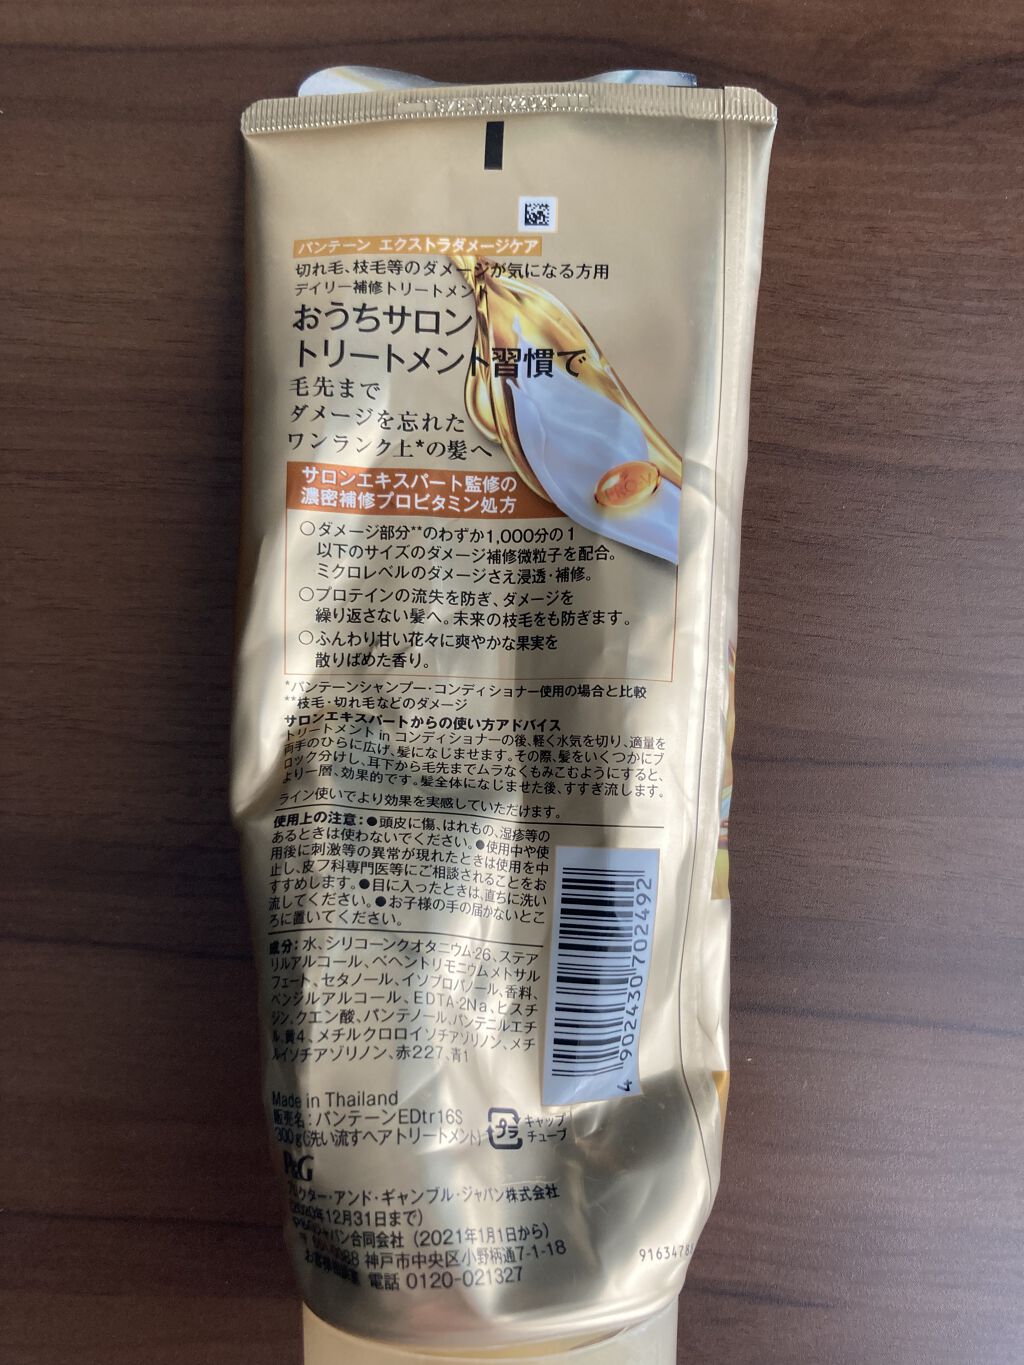 パンテーン エクストラダメージケア
切れ毛、枝毛等のダメージが気になる方用
デイリー補修トリートメント
おうちサロン
トリートメント習慣で
毛先まで
ダメージを忘れた
ワンランク上*の髪へ
PRO-V
サロンエキスパート監修の
濃密補修プロビタミン処方
○ダメージ部分**のわずか1,000分の1
以下のサイズのダメージ補修微粒子を配合。
ミクロレベルのダメージさえ浸透・補修。
○プロテインの流失を防ぎ、ダメージを
繰り返さない髪へ。未来の枝毛をも防ぎます。
○ふんわり甘い花々に爽やかな果実を
散りばめた香り。
*パンテーンシャンプー・コンディショナー使用の場合と比較
**枝毛・切れ毛などのダメージ
サロンエキスパートからの使い方アドバイス
トリートメント in コンディショナーの後、軽く水気を切り、適量を
両手のひらに広げ、髪になじませます。その際、髪をいくつかにブ
ロック分けし、耳下から毛先までムラなくもみこむようにすると、
より一層、効果的です。髪全体になじませた後、すすぎ流します。
ライン使いでより効果を実感していただけます。
使用上の注意:●頭皮に傷、はれもの、湿疹等の
あるときは使わないでください。●使用中や使
用後に刺激等の異常が現れたときは使用を中
止し、皮フ科専門医等にご相談されることをお
すすめします。●目に入ったときは、直ちに洗い
流してください。●お子様の手の届かないとこ
ろに置いてください。
成分:水、シリコーンクオタニウム-26、ステア
リルアルコール、ベヘントリモニウムメトサル
フェート、セタノール、イソプロパノール、香料、
ベンジルアルコール、EDTA-2Na、ヒスチ
ジン、クエン酸、パンテノール、パンテニルエチ
ル、黄4、メチルクロロイソチアゾリノン、メチ
ルイソチアゾリノン、赤227、青1
4 902430 702492
Made in Thailand
販売名:パンテーンEDtr16S
300g(洗い流すヘアトリートメント)
プラ
キャップ
チューブ
P&G
プロクター・アンド・ギャンブル・ジャパン株式会社
(2020年12月31日まで)
P&Gジャパン合同会社 (2021年1月1日から)
0088 神戸市中央区小野柄通7-1-18
お客様相談室 電話 0120-021327
9163478